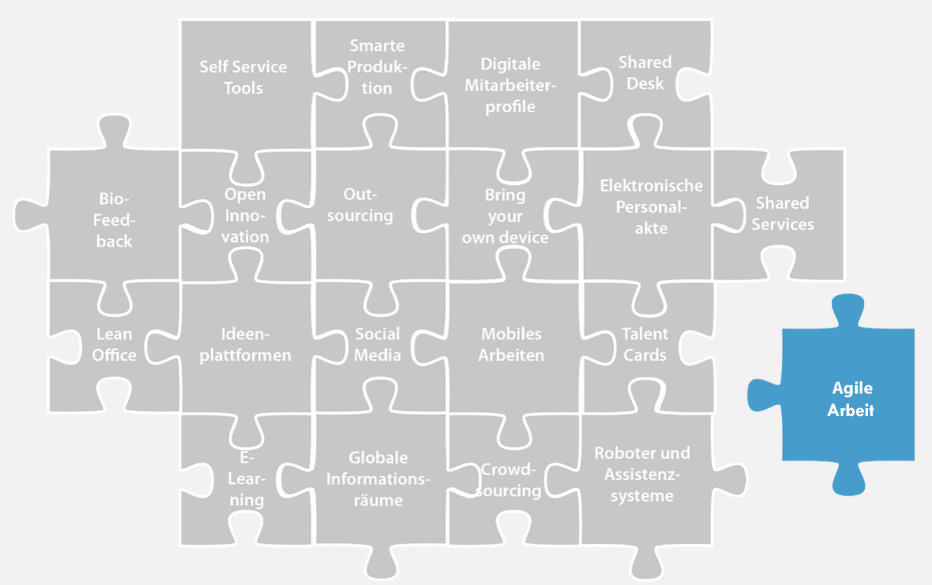 Self Service
Tools
Smarte
Produk-
tion
Digitale
Mitarbeiter-
profile
Shared
Desk
Bio-
Feed-
back
Open
Inno-
vation
Out-
sourcing
Bring
your
own device
Elektronische
Personal-
akte
Shared
Services
Lean
Office
Ideen-
plattformen
Social
Media
Mobiles
Arbeiten
Talent
Cards
Agile
Arbeit
E-
Lear-
ning
Globale
Informations-
räume
Crowd-
sourcing
Roboter und
Assistenz-
systeme